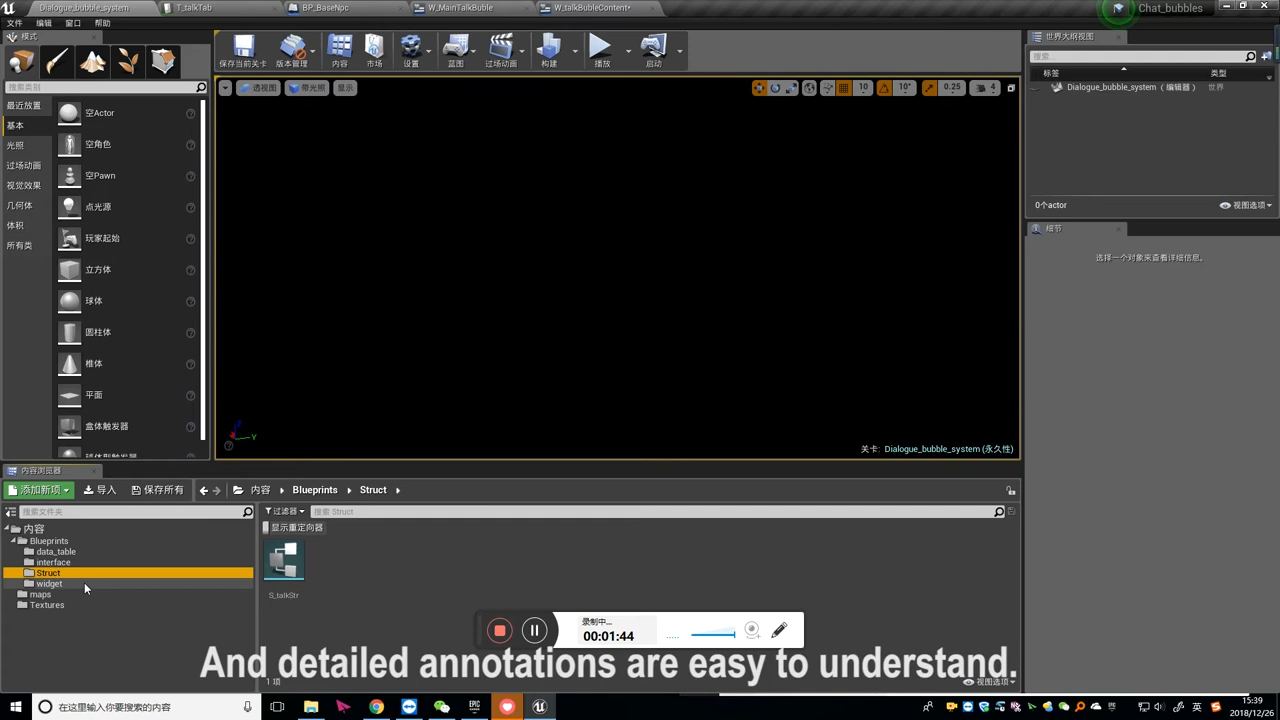 Dialogue_bubble_system
T_talkTab
BP_BaseNpc
W_MainTalkBuble
W_talkBubleContent*
Chat_bubbles
文件
编辑
窗口
帮助
模式
搜索类别
最近放置
基本
光照
过场动画
视觉效果
几何体
体积
所有类
空Actor
空角色
空Pawn
点光源
玩家起始
立方体
球体
圆柱体
椎体
平面
盒体触发器
球体触发器
保存当前关卡
版本管理
内容
市场
设置
蓝图
过场动画
构建
播放
启动
透视图
带光照
显示
10
10°
0.25
4
Y
关卡: Dialogue_bubble_system (永久性)
世界大纲视图
搜索...
标签
类型
Dialogue_bubble_system（编辑器）
世界
0个actor
视图选项
细节
选择一个对象来查看详细信息。
内容浏览器
添加新项
导入
保存所有
内容
Blueprints
Struct
搜索文件夹
过滤器
搜索 Struct
显示重定向器
内容
Blueprints
data_table
interface
Struct
widget
maps
Textures
S_talkStr
录制中...
00:01:44
And detailed annotations are easy to understand.
1 项
视图选项
在这里输入你要搜索的内容
英
15:39
2018/12/26